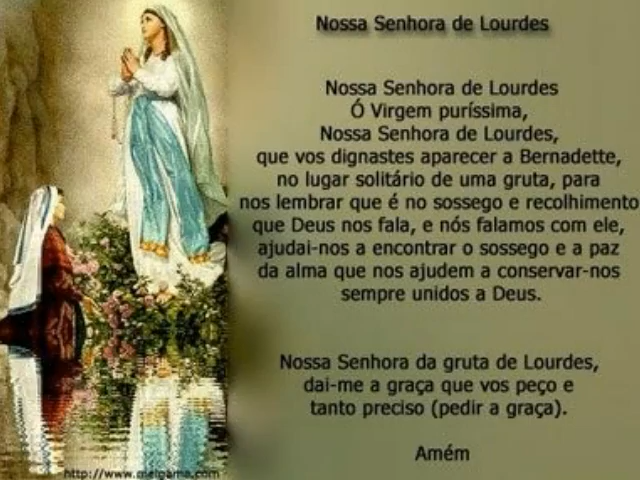 Nossa Senhora de Lourdes
Nossa Senhora de Lourdes
Ó Virgem puríssima,
Nossa Senhora de Lourdes,
que vos dignastes aparecer a Bernadette,
no lugar solitário de uma gruta, para
nos lembrar que é no sossego e recolhimento
que Deus nos fala, e nós falamos com ele,
ajudai-nos a encontrar o sossego e a paz
da alma que nos ajudem a conservar-nos
sempre unidos a Deus.
Nossa Senhora da gruta de Lourdes,
dai-me a graça que vos peço e
tanto preciso (pedir a graça).
Amém
http://www.meigama.com